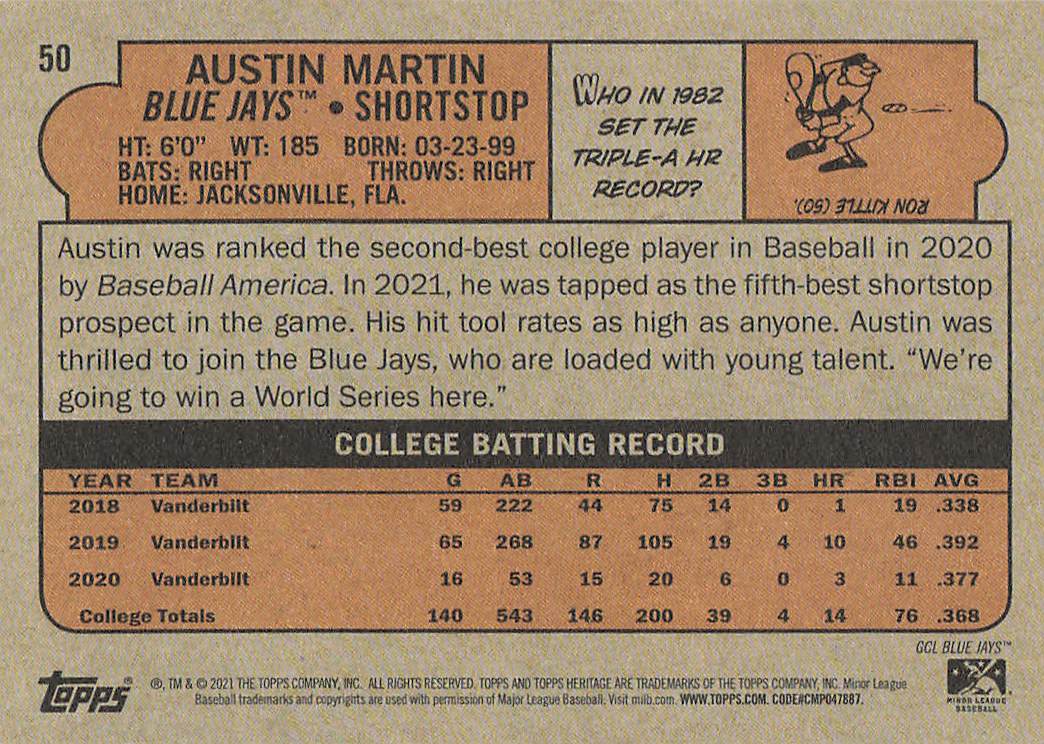 50
AUSTIN MARTIN
BLUE JAYS™ • SHORTSTOP
HT: 6'0" WT: 185 BORN: 03-23-99
BATS: RIGHT THROWS: RIGHT
HOME: JACKSONVILLE, FLA.
WHO IN 1982
SET THE
TRIPLE-A HR
RECORD?
RON KITTLE (50).
Austin was ranked the second-best college player in Baseball in 2020
by Baseball America. In 2021, he was tapped as the fifth-best shortstop
prospect in the game. His hit tool rates as high as anyone. Austin was
thrilled to join the Blue Jays, who are loaded with young talent. “We're
going to win a World Series here.”
COLLEGE BATTING RECORD
YEAR TEAM G AB R H 2B 3B HR RBI AVG
2018 Vanderbilt 59 222 44 75 14 0 1 19 .338
2019 Vanderbilt 65 268 87 105 19 4 10 46 .392
2020 Vanderbilt 16 53 15 20 6 0 3 11 .377
College Totals 140 543 146 200 39 4 14 76 .368
GCL BLUE JAYS™
topps®
®, TM & © 2021 THE TOPPS COMPANY, INC. ALL RIGHTS RESERVED. TOPPS AND TOPPS HERITAGE ARE TRADEMARKS OF THE TOPPS COMPANY, INC. Minor League
Baseball trademarks and copyrights are used with permission of Major League Baseball. Visit milb.com. WWW.TOPPS.COM. CODE#CMP047887.
MINOR LEAGUE
BASEBALL